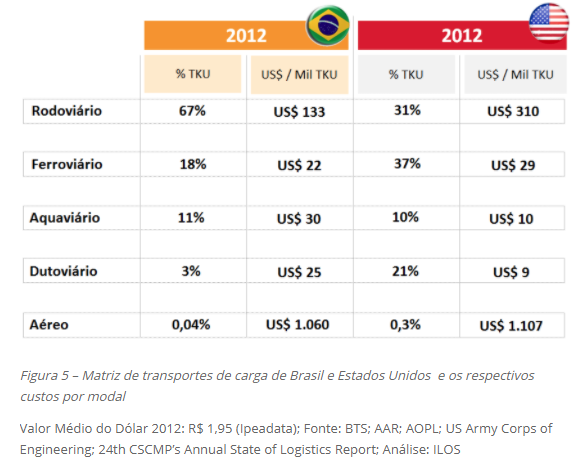 2012 2012
% TKU US$ / Mil TKU % TKU US$ / Mil TKU
Rodoviário 67% US$ 133 31% US$ 310
Ferroviário 18% US$ 22 37% US$ 29
Aquaviário 11% US$ 30 10% US$ 10
Dutoviário 3% US$ 25 21% US$ 9
Aéreo 0,04% US$ 1.060 0,3% US$ 1.107
Figura 5 – Matriz de transportes de carga de Brasil e Estados Unidos e os respectivos
custos por modal
Valor Médio do Dólar 2012: R$ 1,95 (Ipeadata); Fonte: BTS; AAR; AOPL; US Army Corps of
Engineering; 24th CSCMP's Annual State of Logistics Report; Análise: ILOS